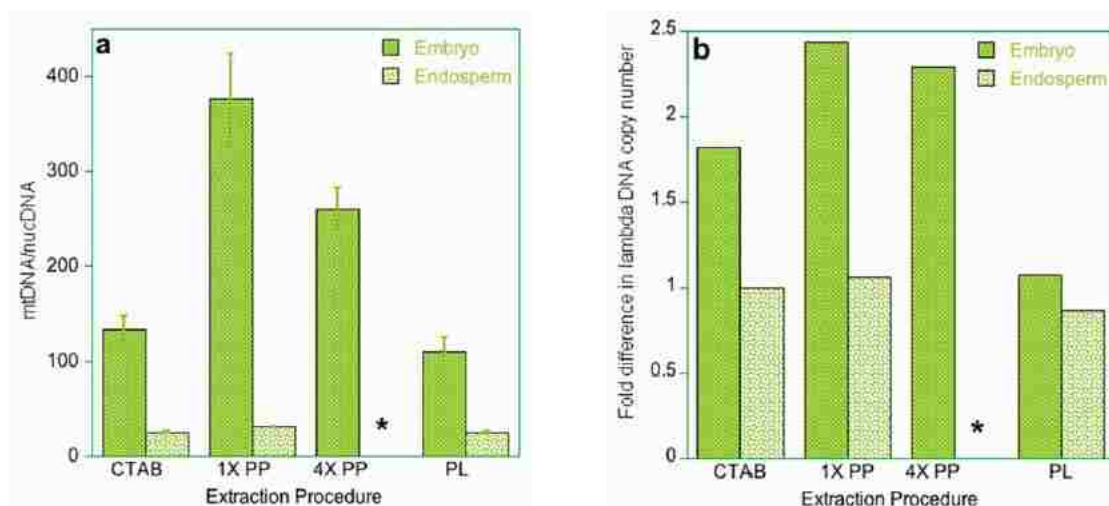 a
Embryo
Endosperm
400
300
200
100
0
mtDNA/nucDNA
CTAB
1X PP
4X PP
PL
*
Extraction Procedure
b
Embryo
Endosperm
2.5
2
1.5
1
0.5
0
Fold difference in lambda DNA copy number
CTAB
1X PP
4X PP
PL
*
Extraction Procedure